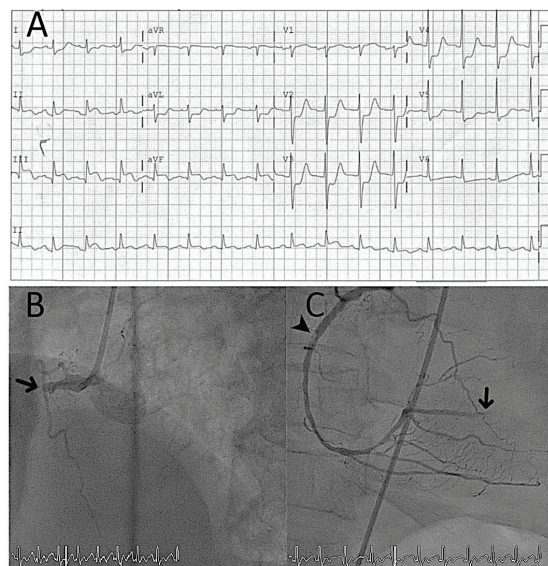 A
I aVR V1 V4
II aVL V2 V5
III aVF V3 V6
II
B
C